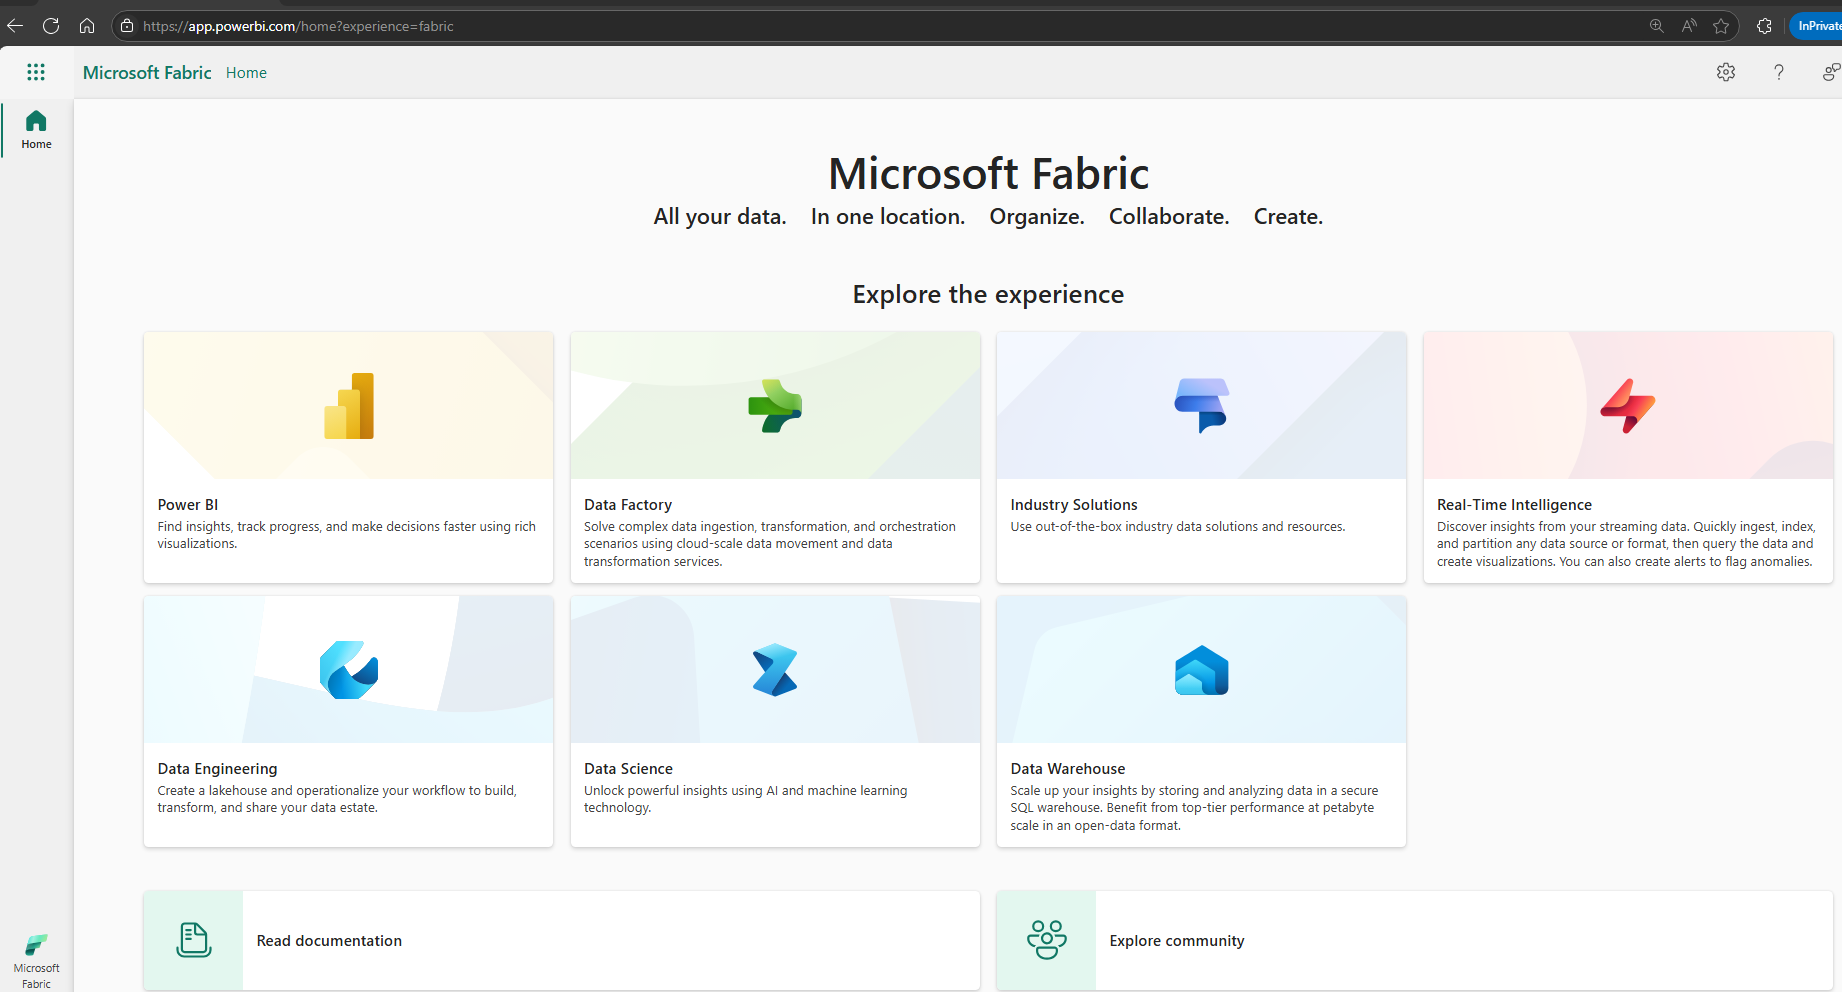 https://app.powerbi.com/home?experience=fabric
InPrivate
Microsoft Fabric Home
Home
Microsoft Fabric
All your data. In one location. Organize. Collaborate. Create.
Explore the experience
Power BI
Find insights, track progress, and make decisions faster using rich
visualizations.
Data Factory
Solve complex data ingestion, transformation, and orchestration
scenarios using cloud-scale data movement and data
transformation services.
Industry Solutions
Use out-of-the-box industry data solutions and resources.
Real-Time Intelligence
Discover insights from your streaming data. Quickly ingest, index,
and partition any data source or format, then query the data and
create visualizations. You can also create alerts to flag anomalies.
Data Engineering
Create a lakehouse and operationalize your workflow to build,
transform, and share your data estate.
Data Science
Unlock powerful insights using AI and machine learning
technology.
Data Warehouse
Scale up your insights by storing and analyzing data in a secure
SQL warehouse. Benefit from top-tier performance at petabyte
scale in an open-data format.
Read documentation
Explore community
Microsoft
Fabric